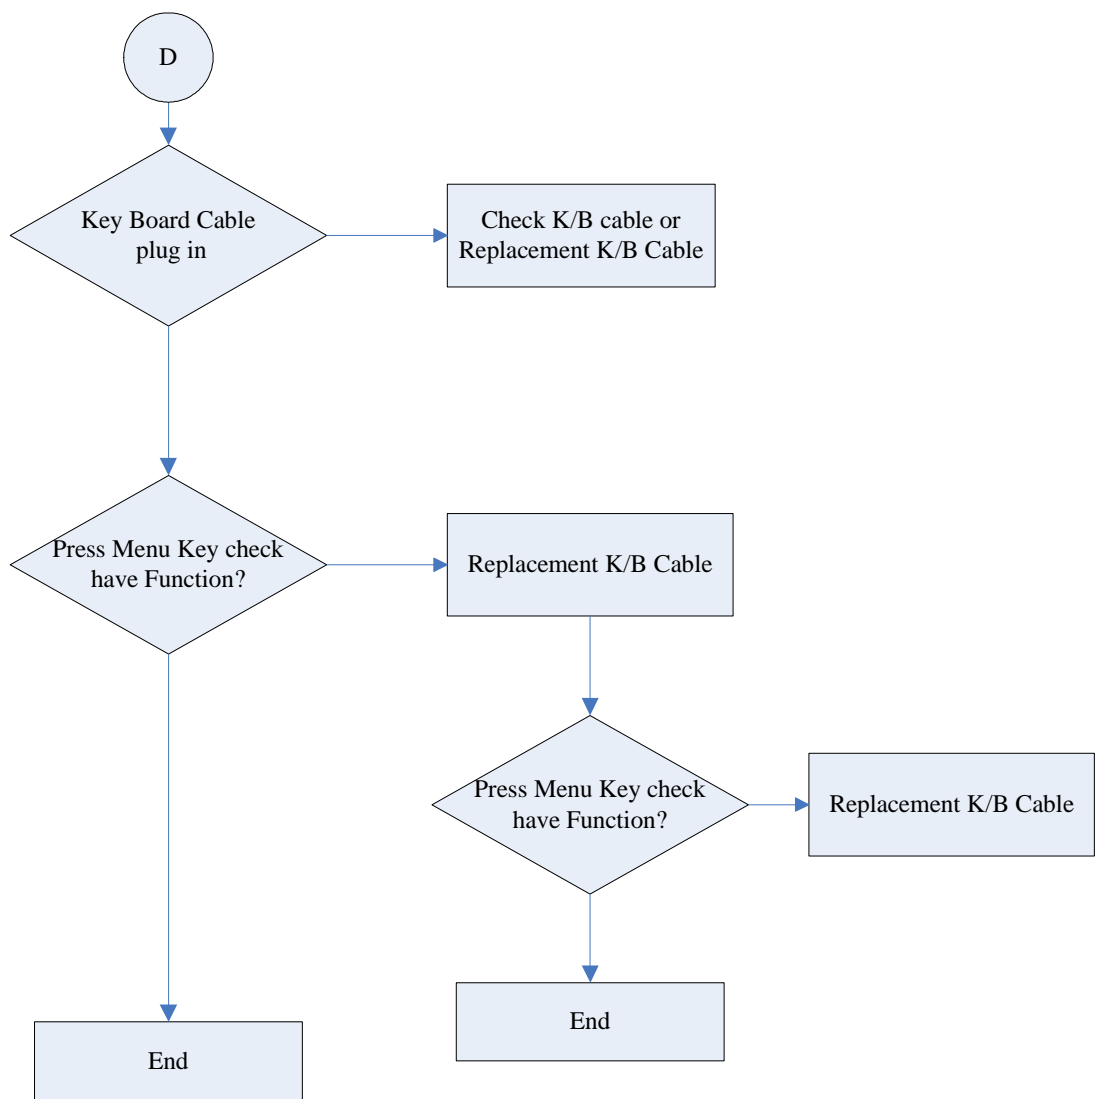 D
Key Board Cable
plug in
Check K/B cable or
Replacement K/B Cable
Press Menu Key check
have Function?
Replacement K/B Cable
Press Menu Key check
have Function?
Replacement K/B Cable
End
End